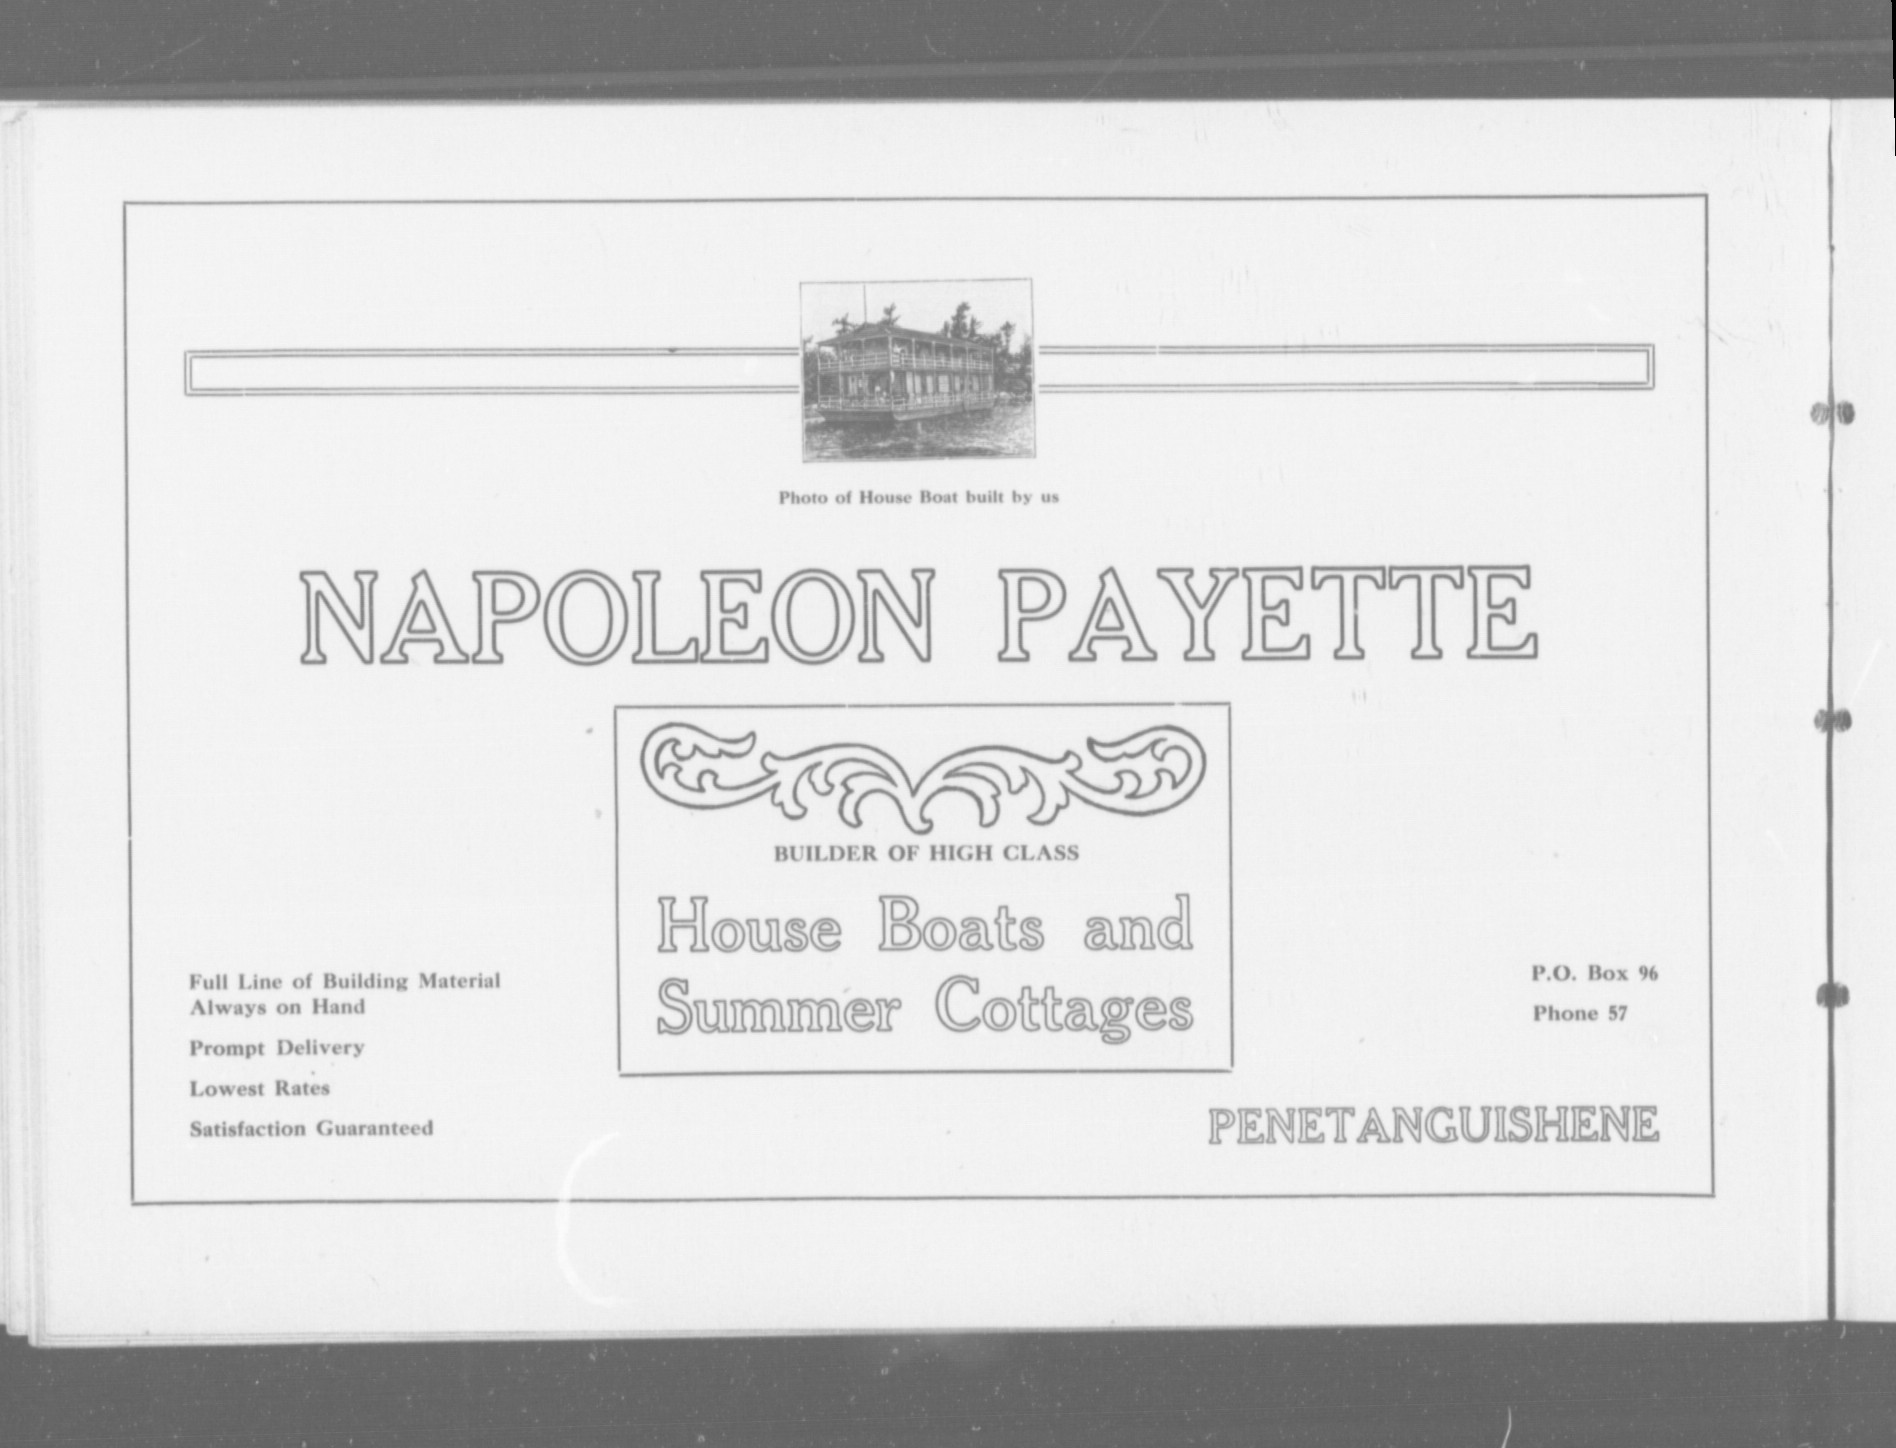 Photo of House Boat built by us
NAPOLEON PAYETTE
BUILDER OF HIGH CLASS
House Boats and
Summer Cottages
Full Line of Building Material
Always on Hand
Prompt Delivery
Lowest Rates
Satisfaction Guaranteed
P.O. Box 96
Phone 57
PENETANGUISHENE